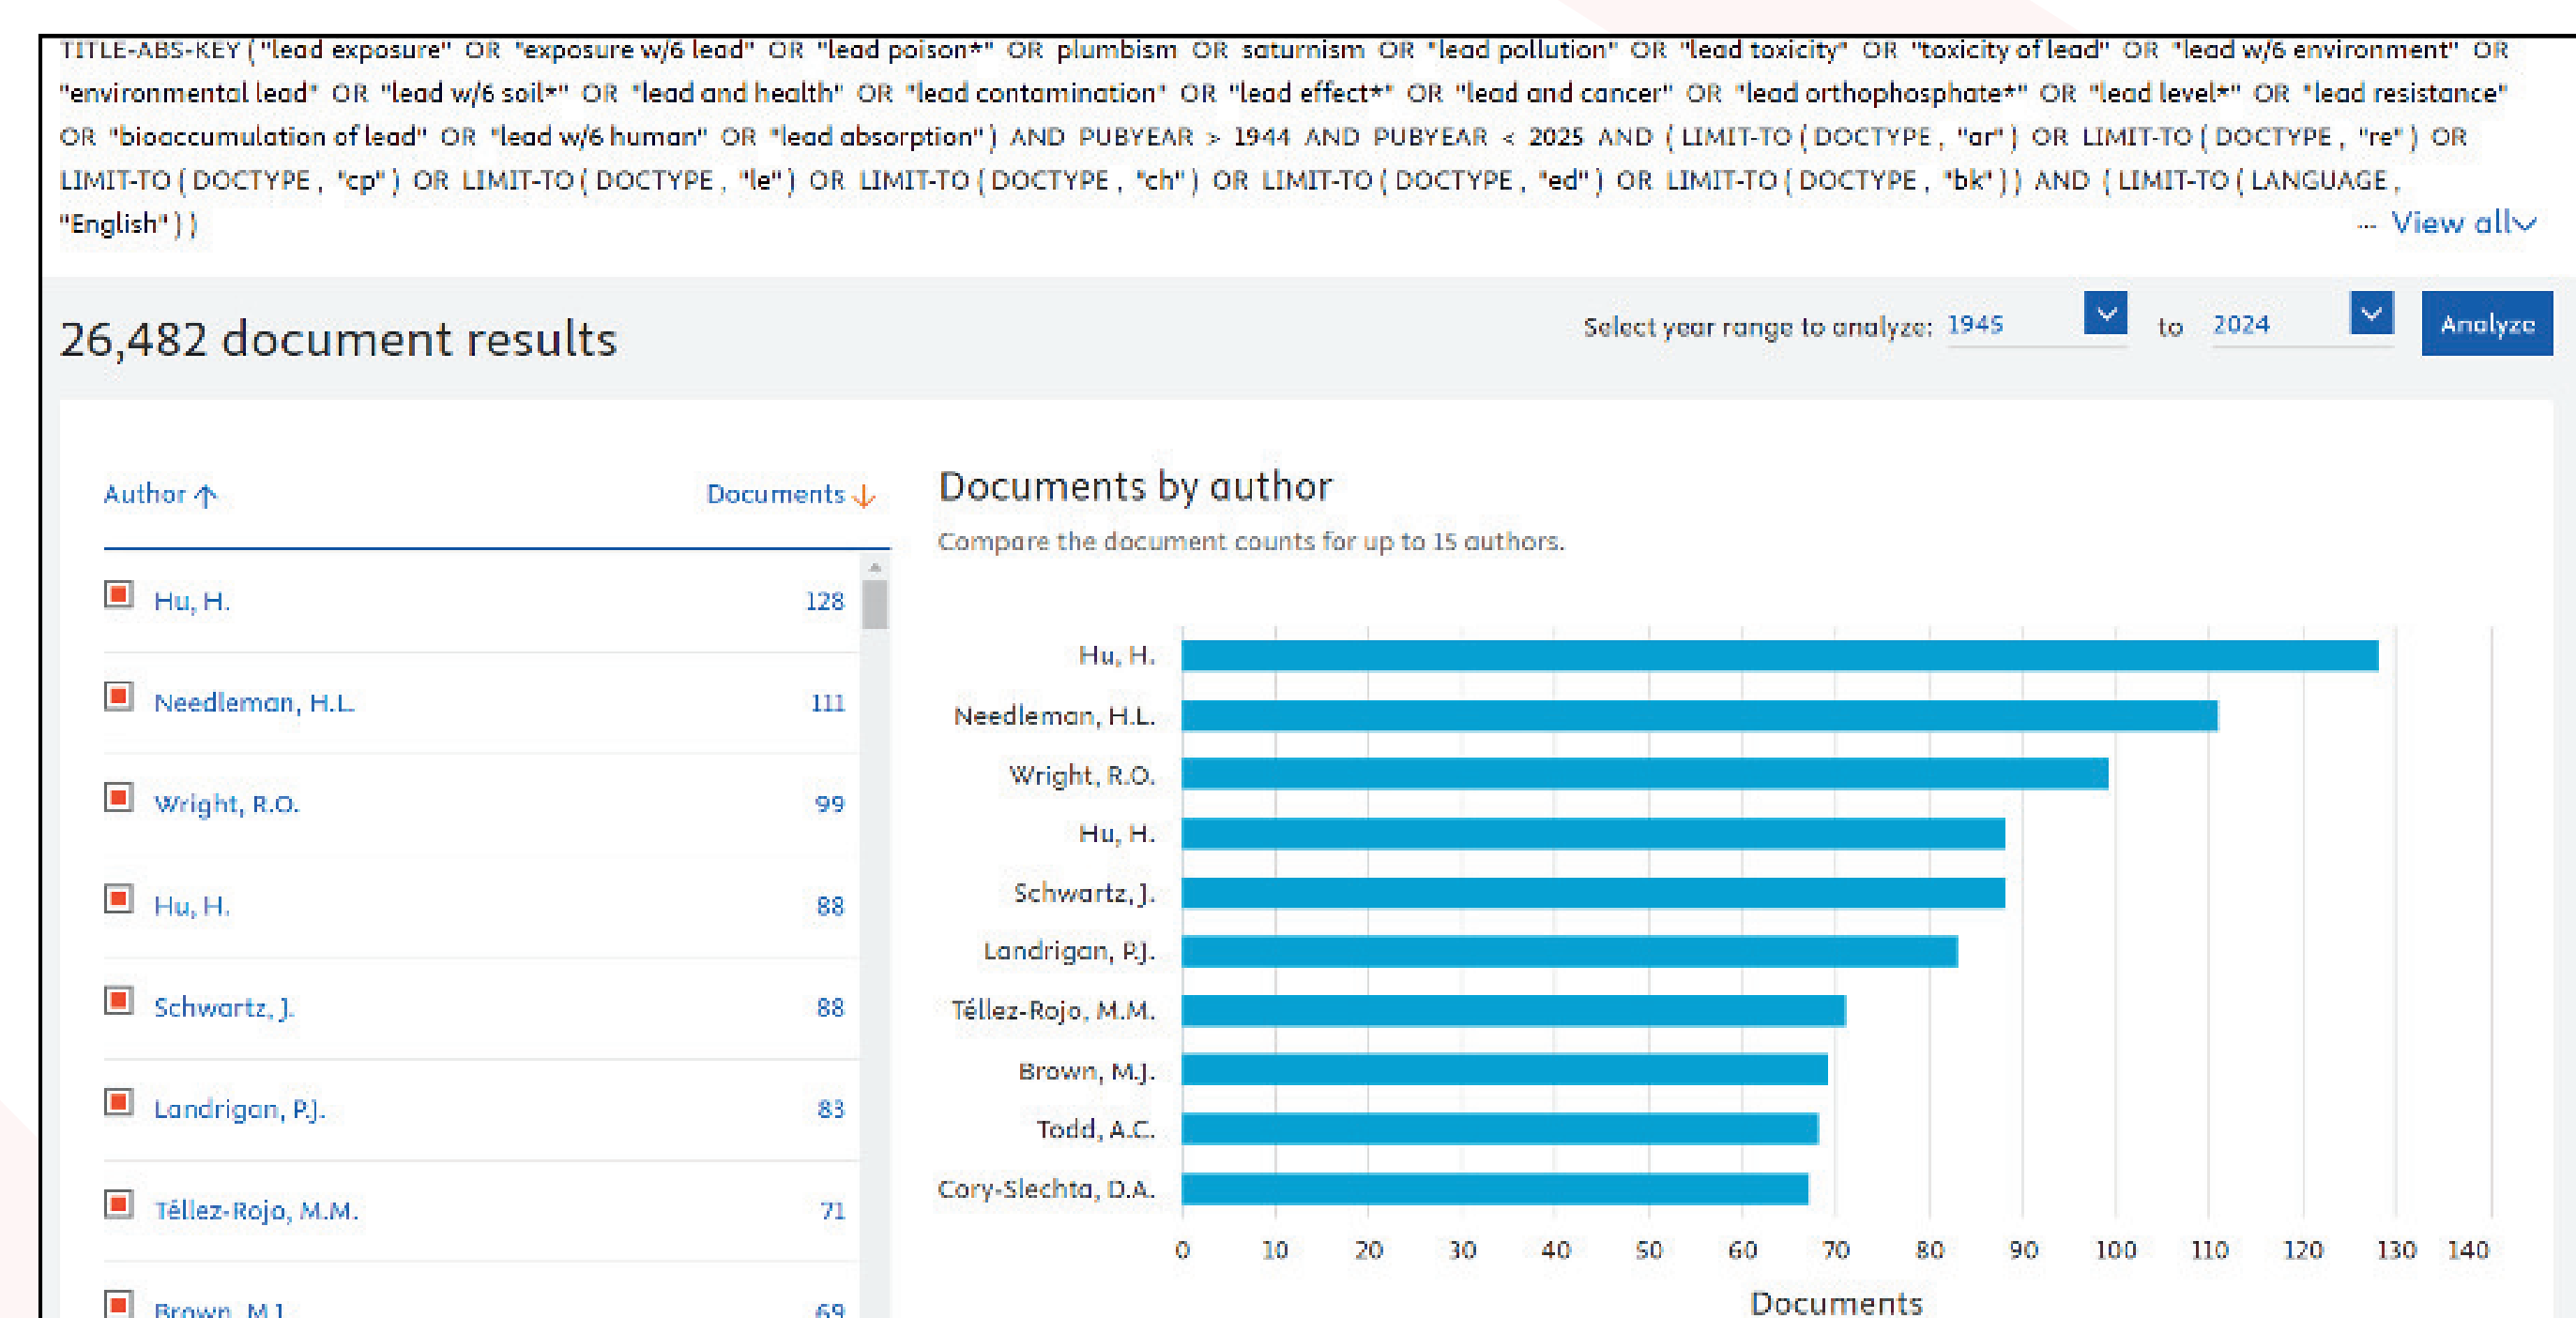 TITLE-ABS-KEY ( "lead exposure" OR "exposure w/6 lead" OR "lead poison*" OR plumbism OR saturnism OR "lead pollution" OR "lead toxicity" OR "toxicity of lead" OR "lead w/6 environment" OR
"environmental lead" OR "lead w/6 soil*" OR "lead and health" OR "lead contamination" OR "lead effect*" OR "lead and cancer" OR "lead orthophosphate*" OR "lead level*" OR "lead resistance"
OR "bioaccumulation of lead" OR "lead w/6 human" OR "lead absorption" ) AND PUBYEAR > 1944 AND PUBYEAR < 2025 AND ( LIMIT-TO ( DOCTYPE , "ar" ) OR LIMIT-TO ( DOCTYPE , "re" ) OR
LIMIT-TO ( DOCTYPE , "cp" ) OR LIMIT-TO ( DOCTYPE , "le" ) OR LIMIT-TO ( DOCTYPE , "ch" ) OR LIMIT-TO ( DOCTYPE , "ed" ) OR LIMIT-TO ( DOCTYPE , "bk" ) ) AND ( LIMIT-TO ( LANGUAGE ,
"English" ) )
... View all
26,482 document results
Select year range to analyze: 1945 to 2024 Analyze
Author Documents
Hu, H. 128
Needleman, H.L. 111
Wright, R.O. 99
Hu, H. 88
Schwartz, J. 88
Landrigan, P.J. 83
Téllez-Rojo, M.M. 71
Brown, M.J. 69
Documents by author
Compare the document counts for up to 15 authors.
Hu, H.
Needleman, H.L.
Wright, R.O.
Hu, H.
Schwartz, J.
Landrigan, P.J.
Téllez-Rojo, M.M.
Brown, M.J.
Todd, A.C.
Cory-Slechta, D.A.
0 10 20 30 40 50 60 70 80 90 100 110 120 130 140
Documents